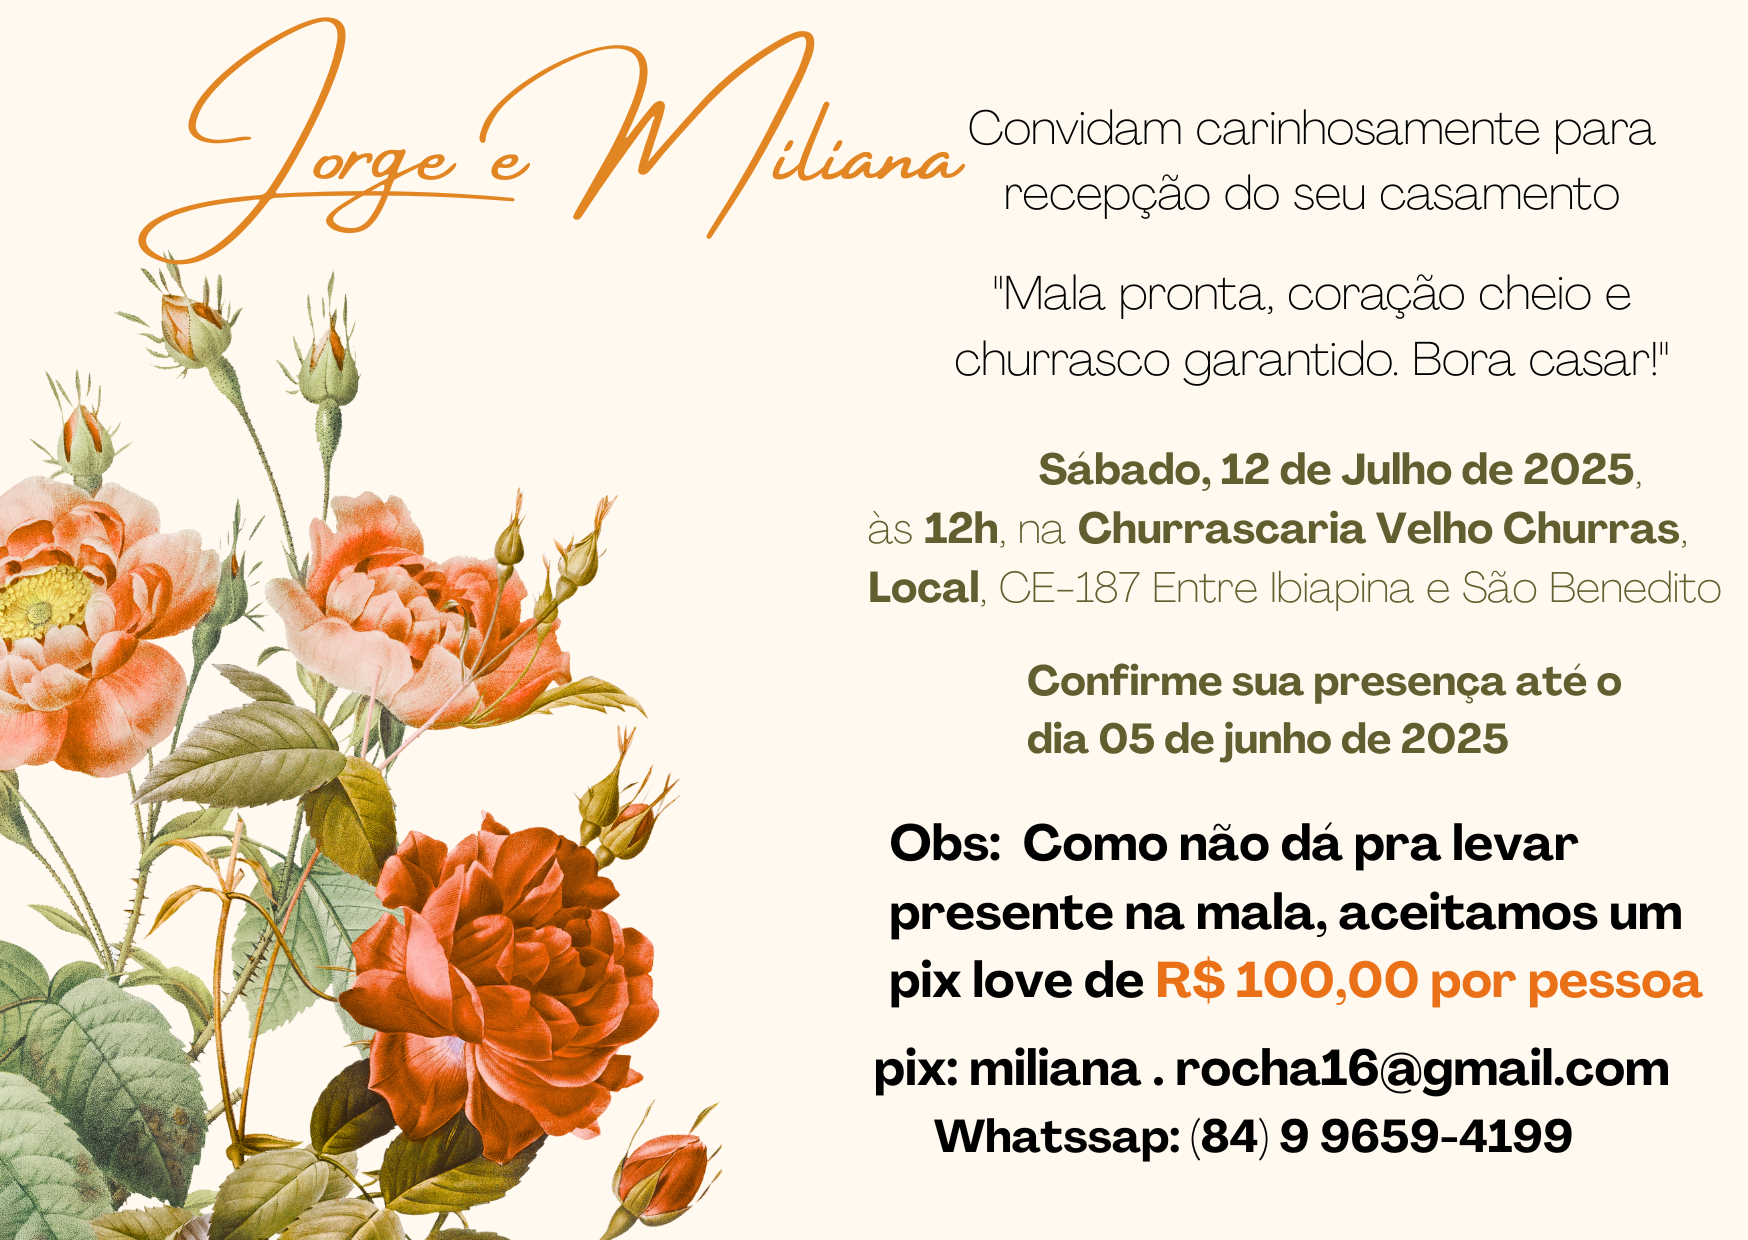 Jorge e Miliana
Convidam carinhosamente para
recepção do seu casamento
"Mala pronta, coração cheio e
churrasco garantido. Bora casar!"
Sábado, 12 de Julho de 2025,
às 12h, na Churrascaria Velho Churras,
Local, CE-187 Entre Ibiapina e São Benedito
Confirme sua presença até o
dia 05 de junho de 2025
Obs:  Como não dá pra levar
presente na mala, aceitamos um
pix love de R$ 100,00 por pessoa
pix: miliana . rocha16@gmail.com
Whatssap: (84) 9 9659-4199